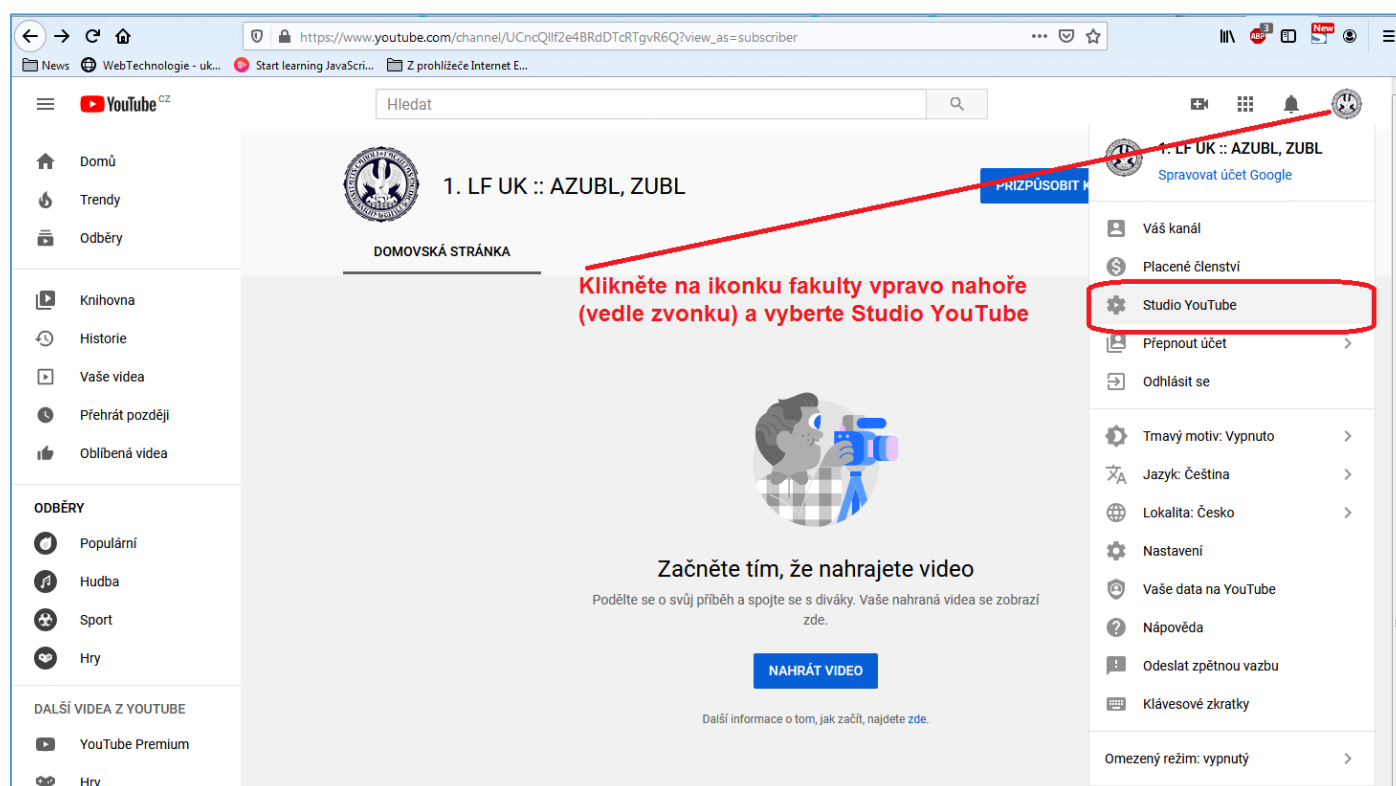 https://www.youtube.com/channel/UCncQIlf2e4BRdDTcRTgvR6Q?view_as=subscriber
ABP 3
New
News
WebTechnologie - uk...
Start learning JavaScri...
Z prohlížeče Internet E...
YouTube CZ
Hledat
Domů
Trendy
Odběry
Knihovna
Historie
Vaše videa
Přehrát později
Oblíbená videa
ODBĚRY
Populární
Hudba
Sport
Hry
DALŠÍ VIDEA Z YOUTUBE
YouTube Premium
Hry
1. LF UK :: AZUBL, ZUBL
PŘIZPŮSOBIT K
DOMOVSKÁ STRÁNKA
Klikněte na ikonku fakulty vpravo nahoře
(vedle zvonku) a vyberte Studio YouTube
Začněte tím, že nahrajete video
Podělte se o svůj příběh a spojte se s diváky. Vaše nahraná videa se zobrazí
zde.
NAHRÁT VIDEO
Další informace o tom, jak začít, najdete zde.
1. LF UK :: AZUBL, ZUBL
Spravovat účet Google
Váš kanál
Placené členství
Studio YouTube
Přepnout účet
Odhlásit se
Tmavý motiv: Vypnuto
Jazyk: Čeština
Lokalita: Česko
Nastavení
Vaše data na YouTube
Nápověda
Odeslat zpětnou vazbu
Klávesové zkratky
Omezený režim: vypnutý